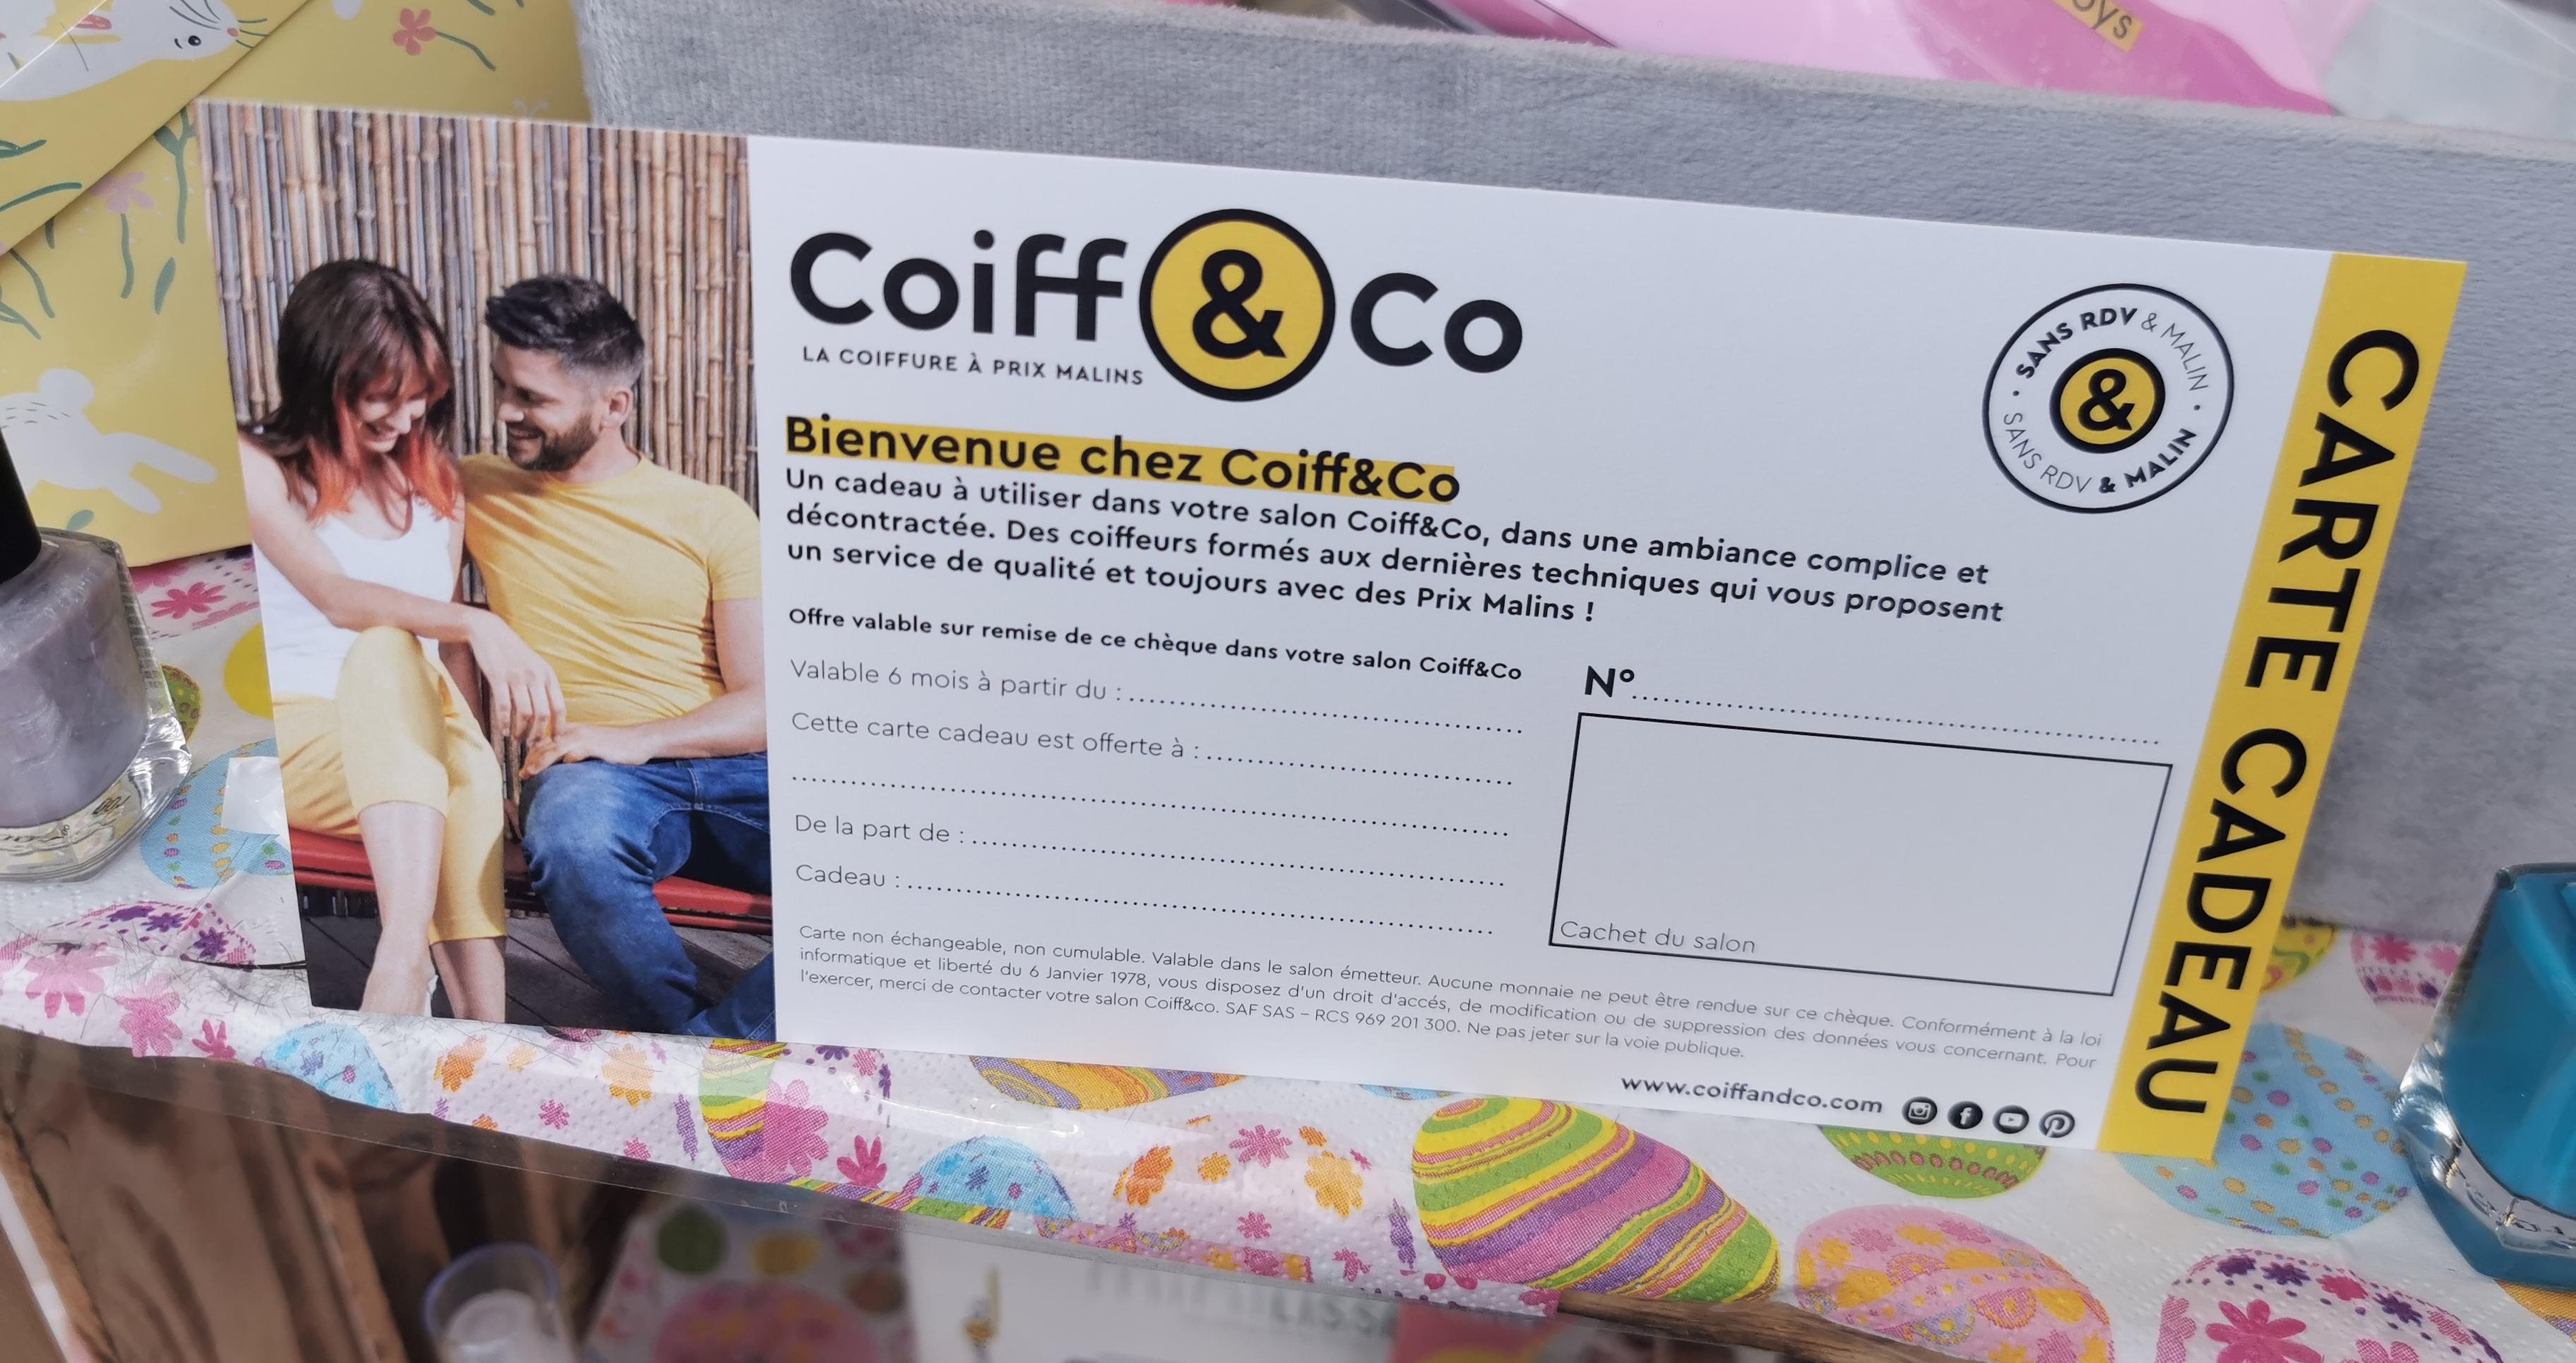 oys
Coiff & Co
LA COIFFURE À PRIX MALINS
SANS RDV & MALIN • SANS RDV & MALIN •
&
Bienvenue chez Coiff&Co
Un cadeau à utiliser dans votre salon Coiff&Co, dans une ambiance complice et
décontractée. Des coiffeurs formés aux dernières techniques qui vous proposent
un service de qualité et toujours avec des Prix Malins !
Offre valable sur remise de ce chèque dans votre salon Coiff&Co
Valable 6 mois à partir du :
Cette carte cadeau est offerte à :
De la part de :
Cadeau :
N°
Cachet du salon
Carte non échangeable, non cumulable. Valable dans le salon émetteur. Aucune monnaie ne peut être rendue sur ce chèque. Conformément à la loi
informatique et liberté du 6 Janvier 1978, vous disposez d'un droit d'accés, de modification ou de suppression des données vous concernant. Pour
l'exercer, merci de contacter votre salon Coiff&co. SAF SAS – RCS 969 201 300. Ne pas jeter sur la voie publique.
www.coiffandco.com
CARTE CADEAU